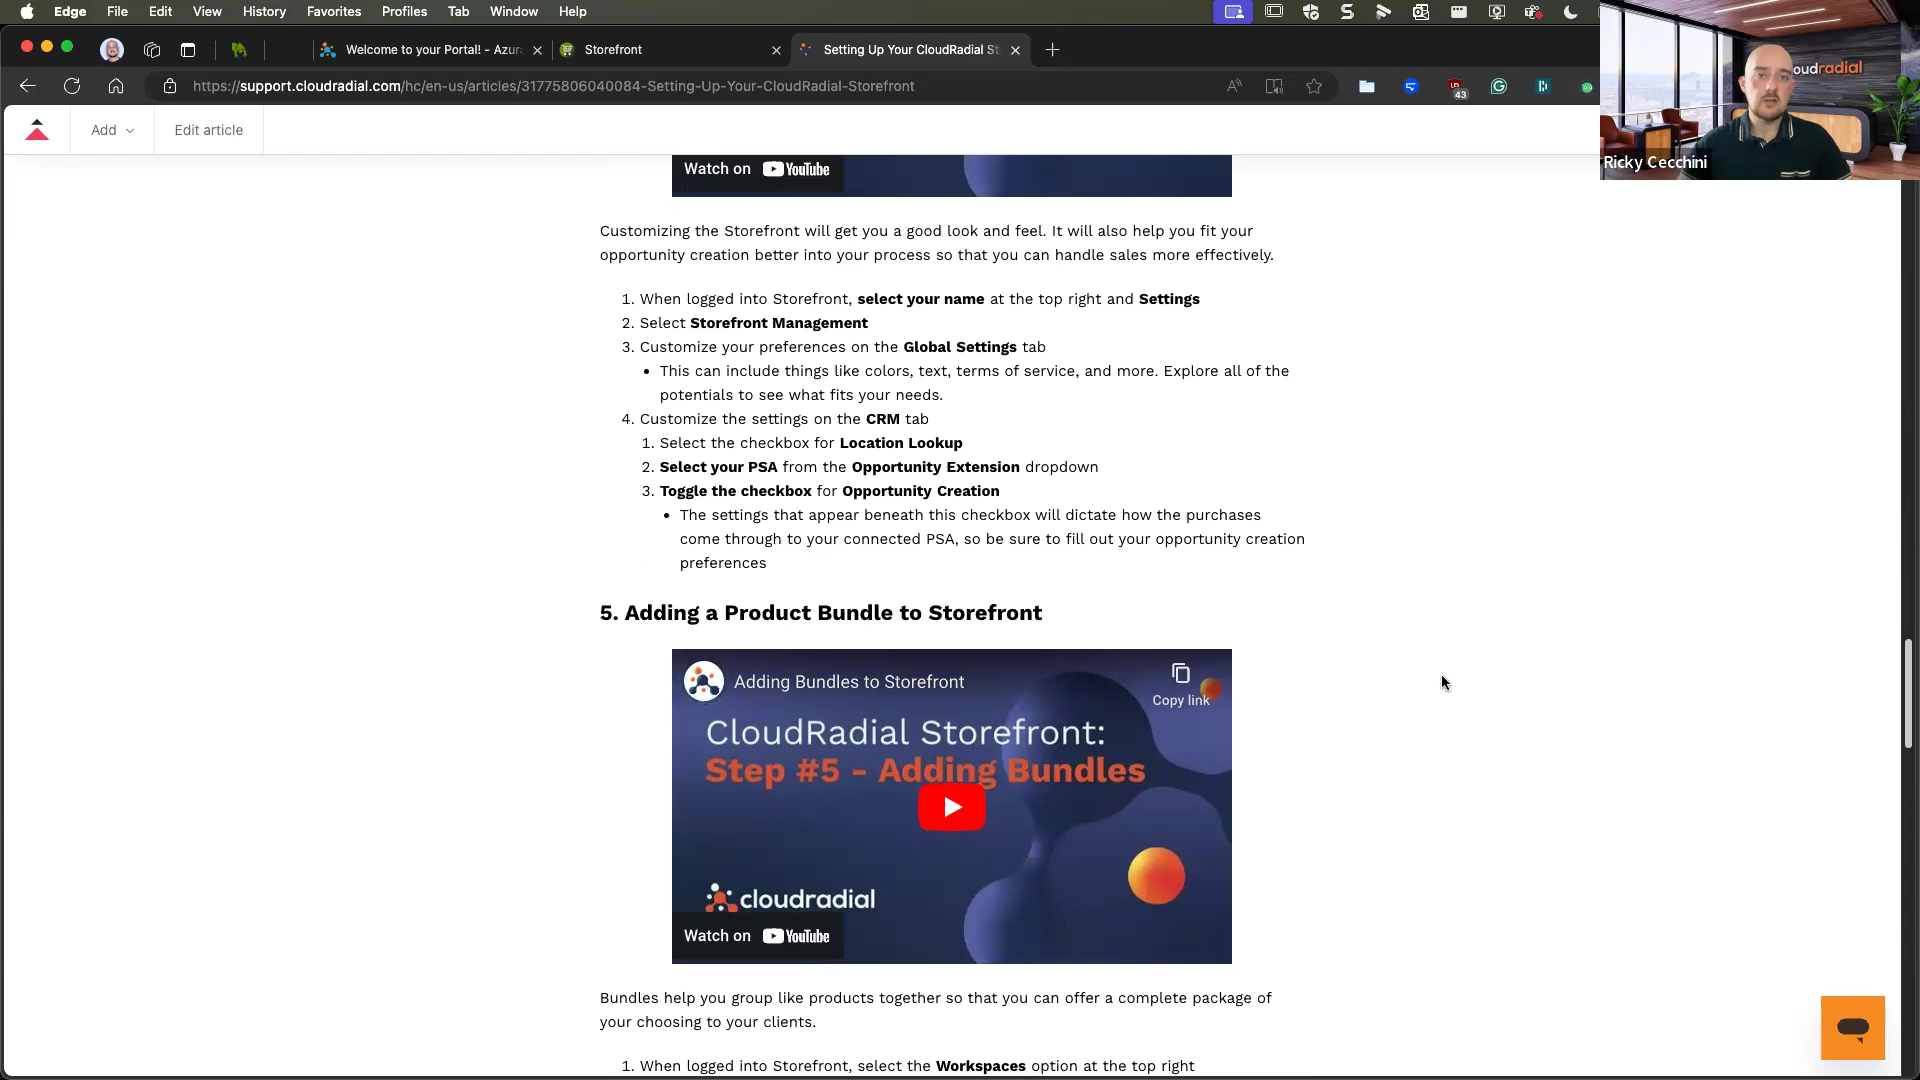 Edge File Edit View History Favorites Profiles Tab Window Help
Welcome to your Portal! - Azur
Storefront
Setting Up Your CloudRadial St
https://support.cloudradial.com/hc/en-us/articles/31775806040084-Setting-Up-Your-CloudRadial-Storefront
43
oudradial
Ricky Cecchini
Add
Edit article
Watch on YouTube
Customizing the Storefront will get you a good look and feel. It will also help you fit your
opportunity creation better into your process so that you can handle sales more effectively.
1. When logged into Storefront, select your name at the top right and Settings
2. Select Storefront Management
3. Customize your preferences on the Global Settings tab
• This can include things like colors, text, terms of service, and more. Explore all of the
potentials to see what fits your needs.
4. Customize the settings on the CRM tab
1. Select the checkbox for Location Lookup
2. Select your PSA from the Opportunity Extension dropdown
3. Toggle the checkbox for Opportunity Creation
• The settings that appear beneath this checkbox will dictate how the purchases
come through to your connected PSA, so be sure to fill out your opportunity creation
preferences
5. Adding a Product Bundle to Storefront
Adding Bundles to Storefront
Copy link
CloudRadial Storefront:
Step #5 - Adding Bundles
cloudradial
Watch on YouTube
Bundles help you group like products together so that you can offer a complete package of
your choosing to your clients.
1. When logged into Storefront, select the Workspaces option at the top right